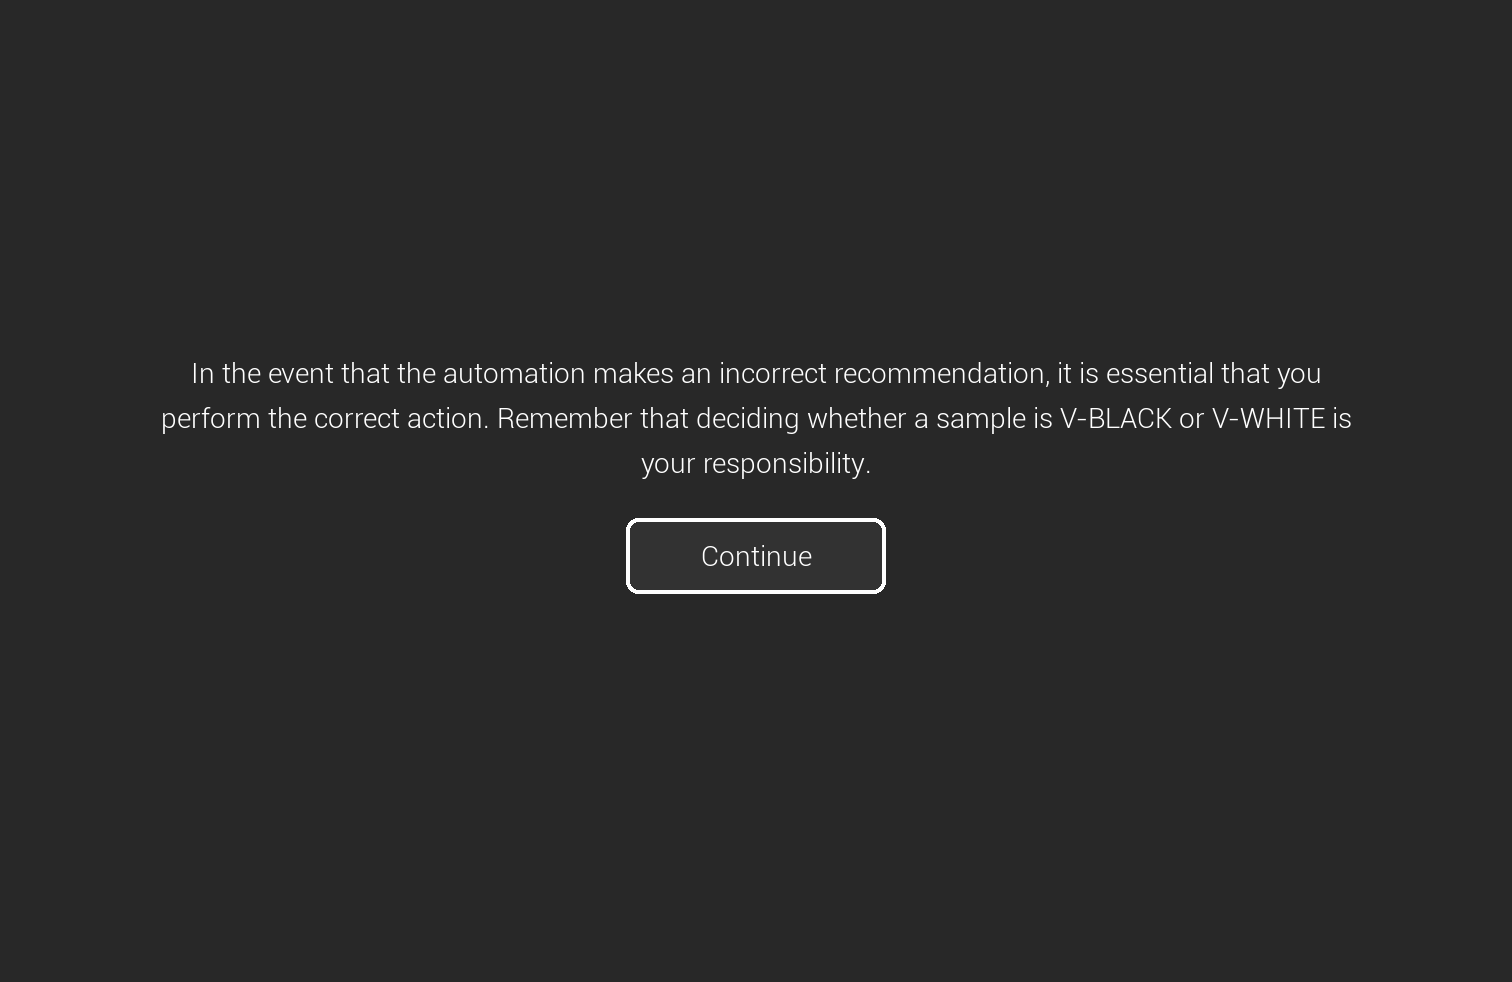 In the event that the automation makes an incorrect recommendation, it is essential that you
perform the correct action. Remember that deciding whether a sample is V-BLACK or V-WHITE is
your responsibility.
Continue